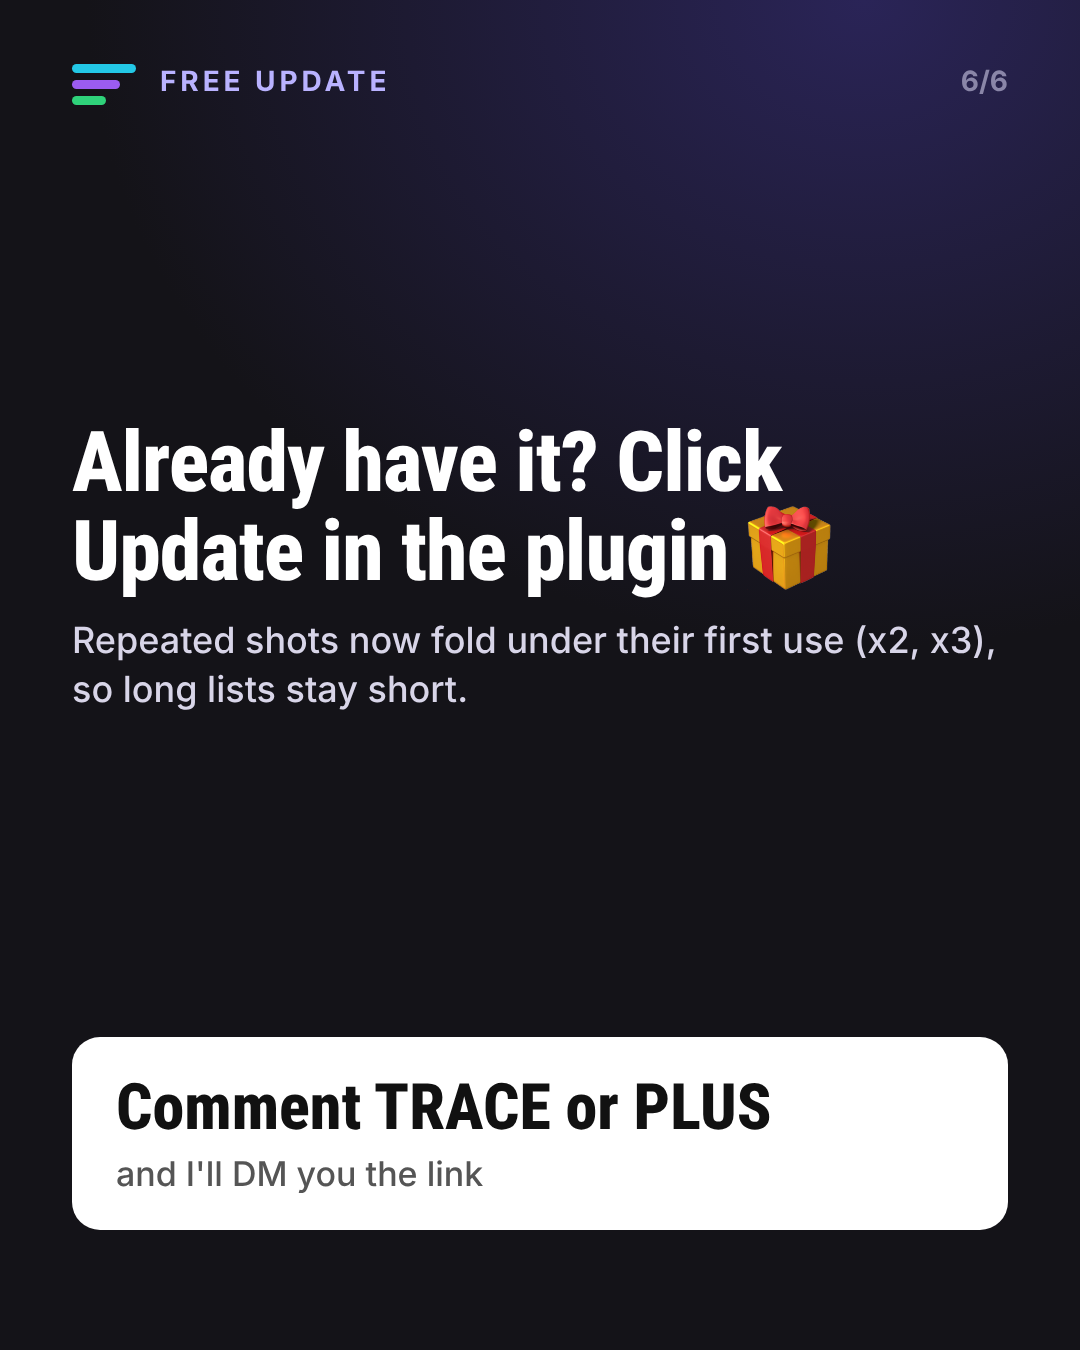 FREE UPDATE
6/6
Already have it? Click
Update in the plugin 🎁
Repeated shots now fold under their first use (x2, x3),
so long lists stay short.
Comment TRACE or PLUS
and I'll DM you the link